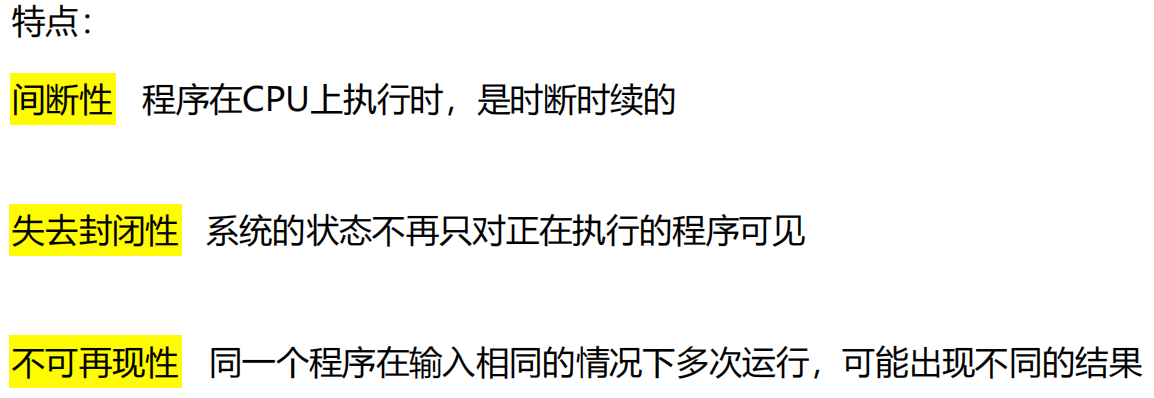 特点：
间断性 程序在CPU上执行时，是时断时续的
失去封闭性 系统的状态不再只对正在执行的程序可见
不可再现性 同一个程序在输入相同的情况下多次运行，可能出现不同的结果